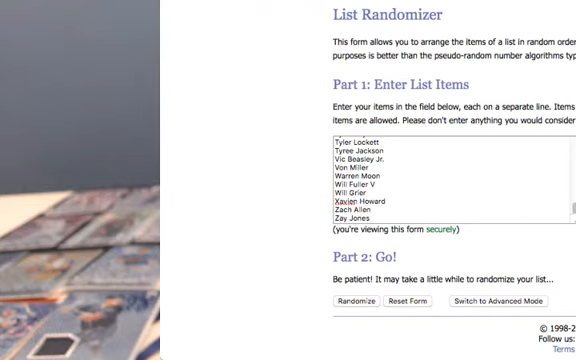 List Randomizer
This form allows you to arrange the items of a list in random order
purposes is better than the pseudo-random number algorithms typ
Part 1: Enter List Items
Enter your items in the field below, each on a separate line. Items
items are allowed. Please don't enter anything you would consider
Tyler Lockett
Tyree Jackson
Vic Beasley Jr.
Von Miller
Warren Moon
Will Fuller V
Will Grier
Xavien Howard
Zach Allen
Zay Jones
(you're viewing this form securely)
Part 2: Go!
Be patient! It may take a little while to randomize your list...
Randomize Reset Form Switch to Advanced Mode
© 1998-2
Follow us:
Terms